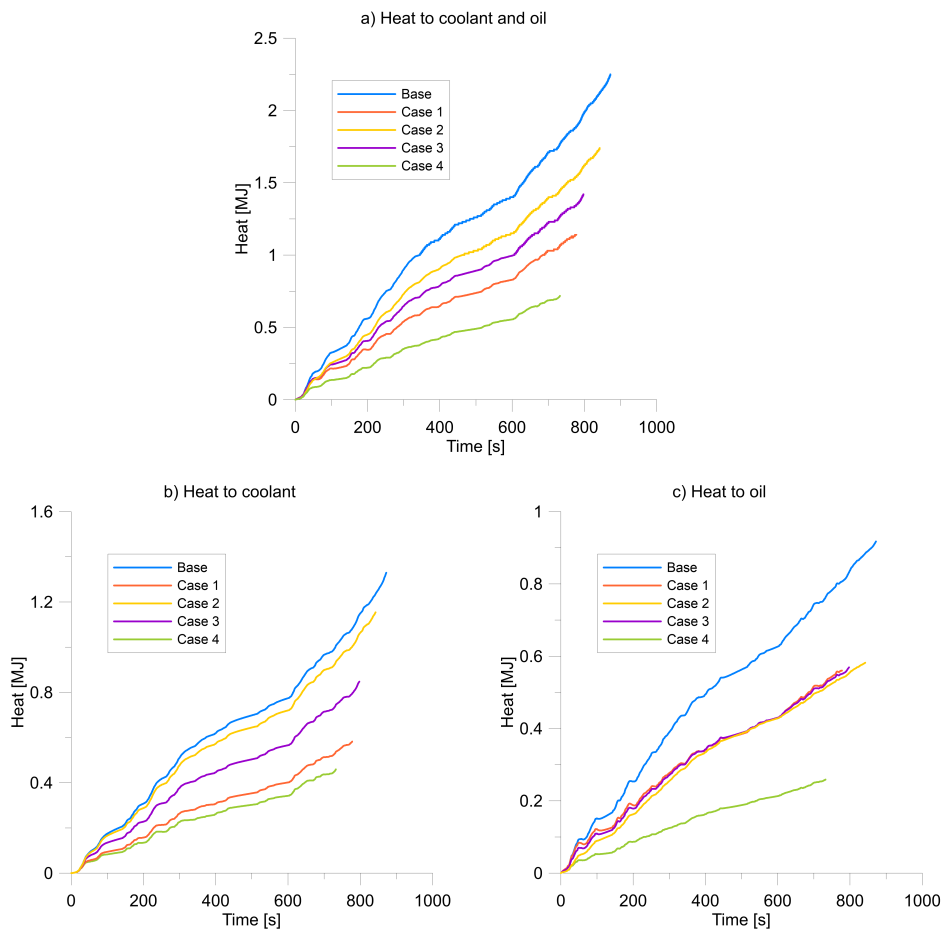 a) Heat to coolant and oil
2.5
2
1.5
1
0.5
0
Heat [MJ]
Base
Case 1
Case 2
Case 3
Case 4
0 200 400 600 800 1000
Time [s]
b) Heat to coolant
1.6
1.2
0.8
0.4
0
Heat [MJ]
Base
Case 1
Case 2
Case 3
Case 4
0 200 400 600 800 1000
Time [s]
c) Heat to oil
1
0.8
0.6
0.4
0.2
0
Heat [MJ]
Base
Case 1
Case 2
Case 3
Case 4
0 200 400 600 800 1000
Time [s]